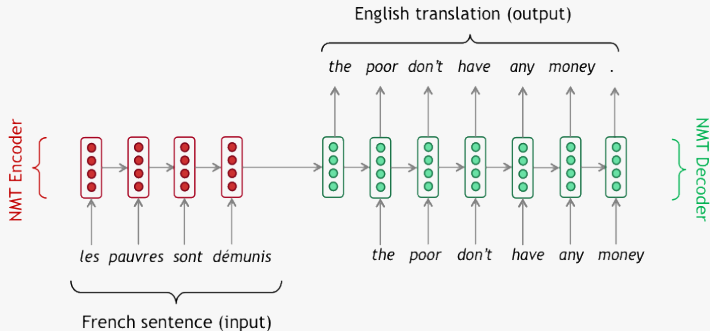 English translation (output)
the poor don't have any money .
NMT Encoder
NMT Decoder
les pauvres sont démunis
the poor don't have any money
French sentence (input)